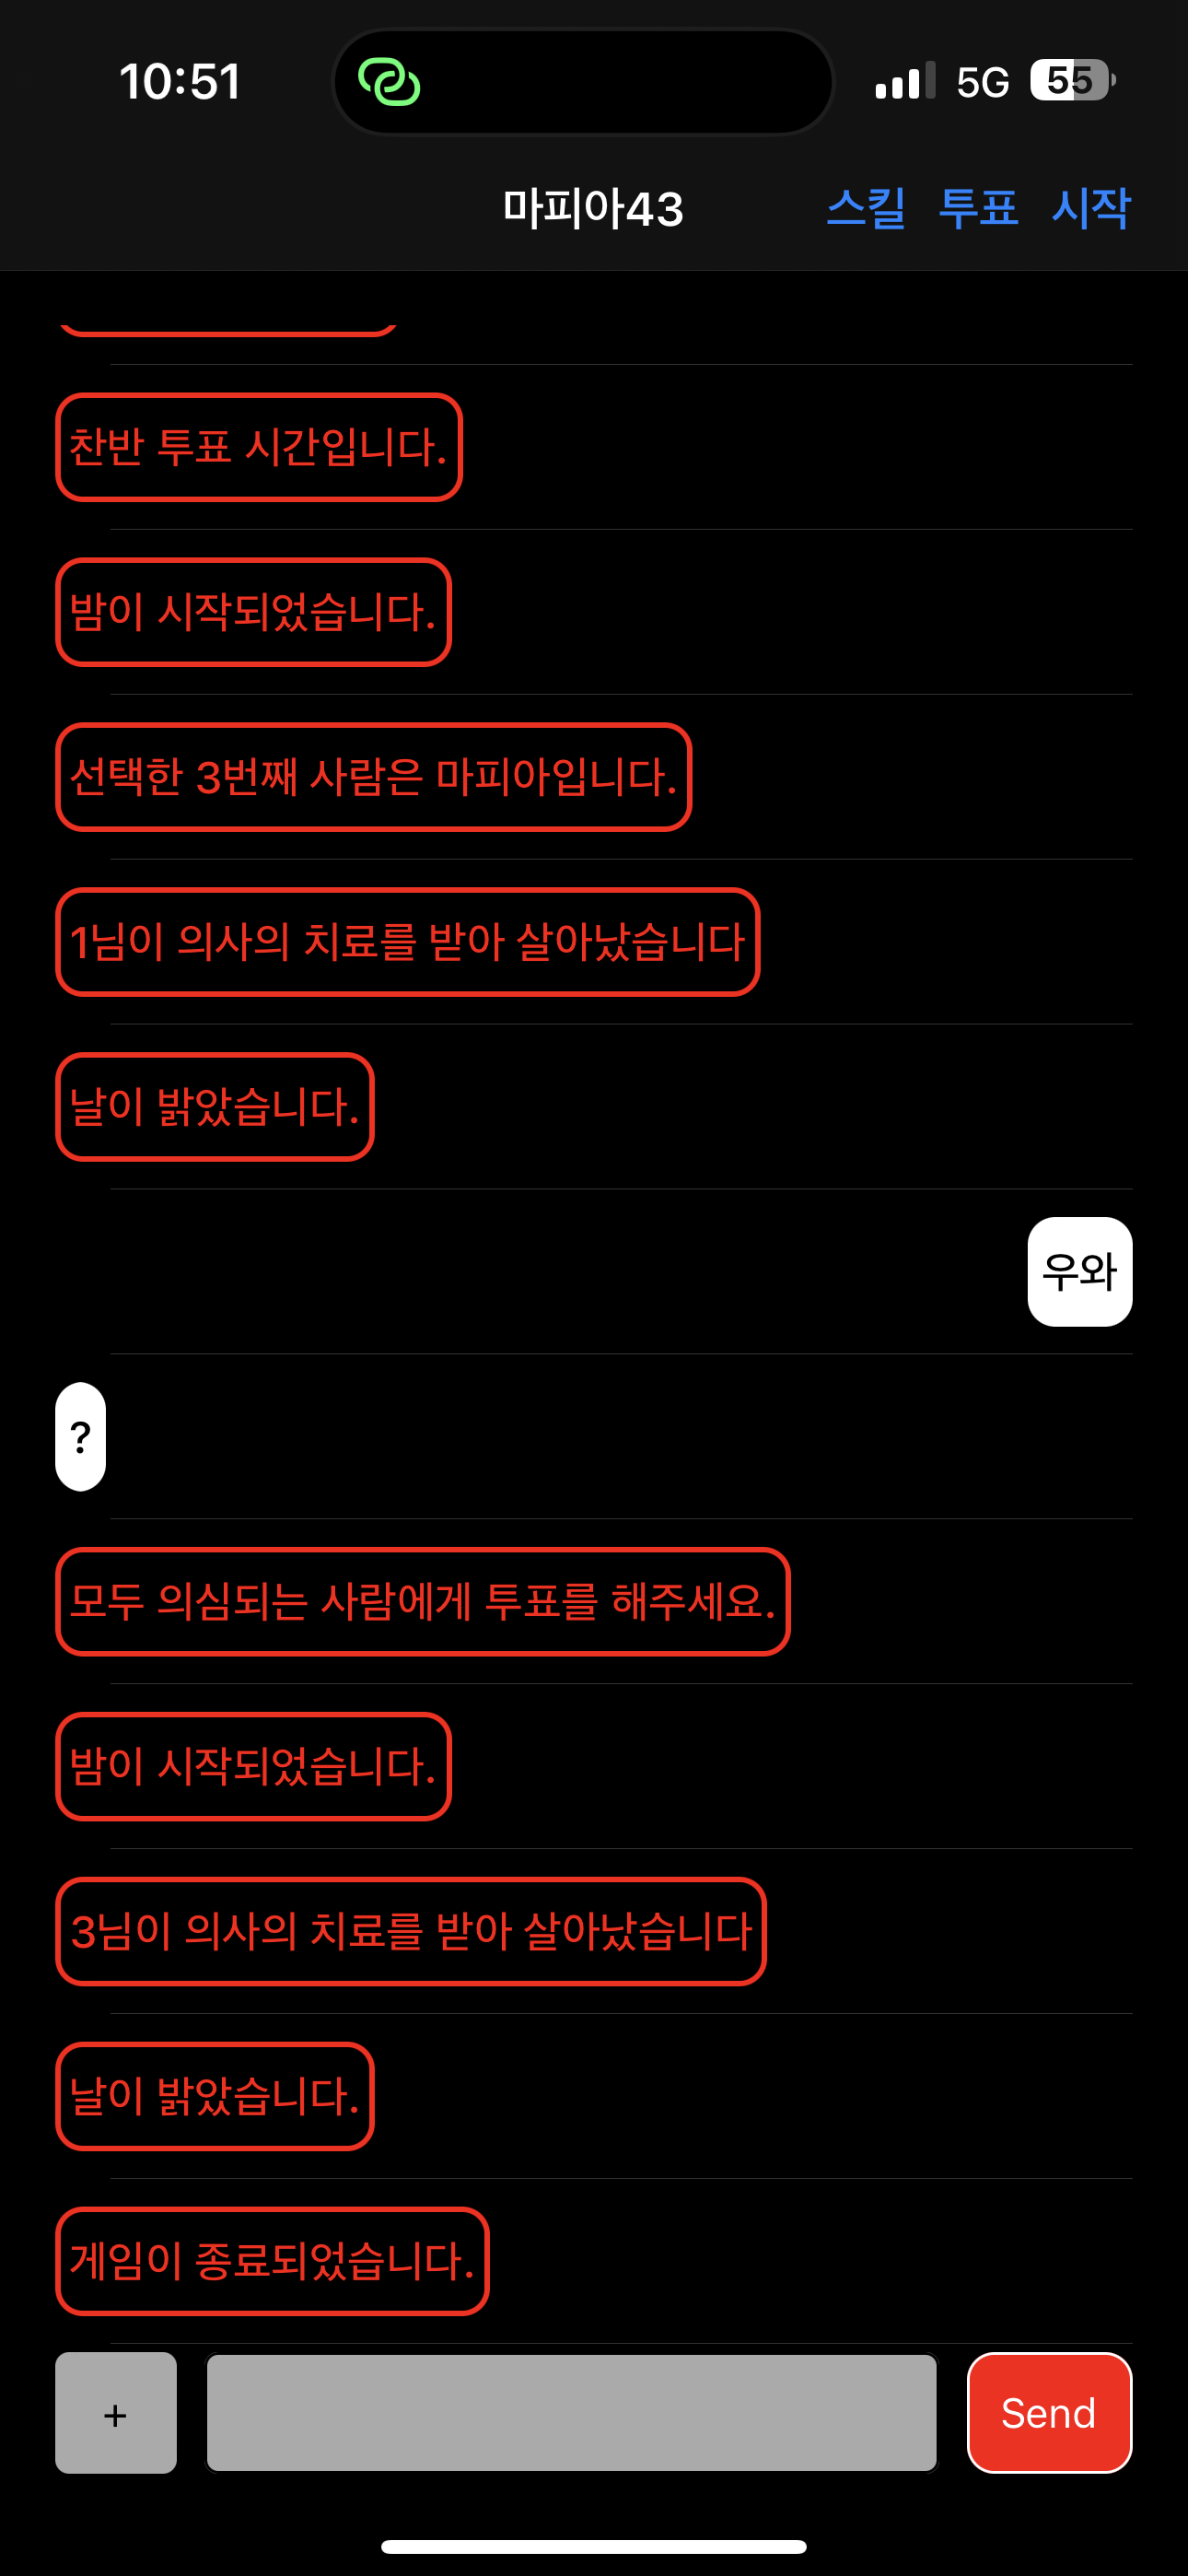 10:51
5G
55
마피아43
스킬 투표 시작
찬반 투표 시간입니다.
밤이 시작되었습니다.
선택한 3번째 사람은 마피아입니다.
1님이 의사의 치료를 받아 살아났습니다
날이 밝았습니다.
우와
?
모두 의심되는 사람에게 투표를 해주세요.
밤이 시작되었습니다.
3님이 의사의 치료를 받아 살아났습니다
날이 밝았습니다.
게임이 종료되었습니다.
+
Send